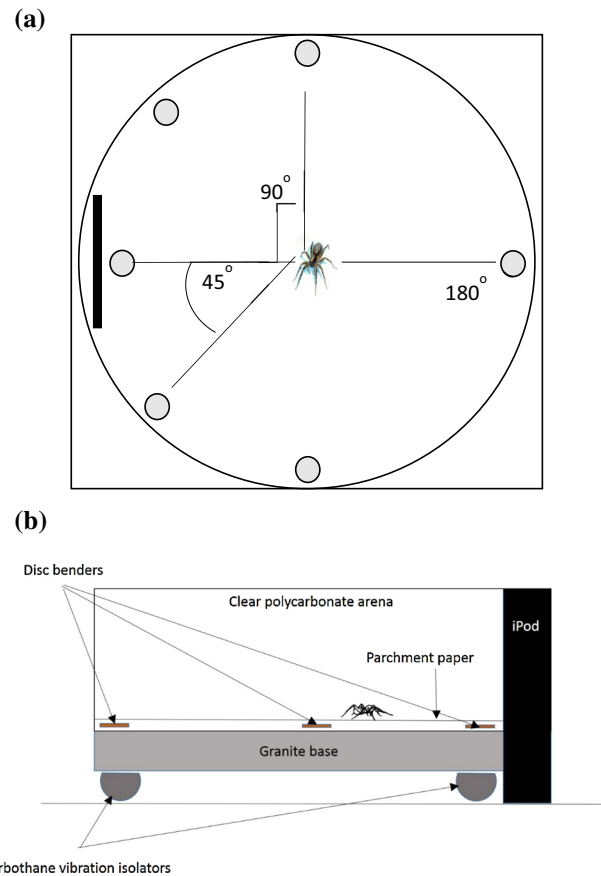 (a)
90°
45°
180°
(b)
Disc benders
Clear polycarbonate arena
iPod
Parchment paper
Granite base
rbothane vibration isolators